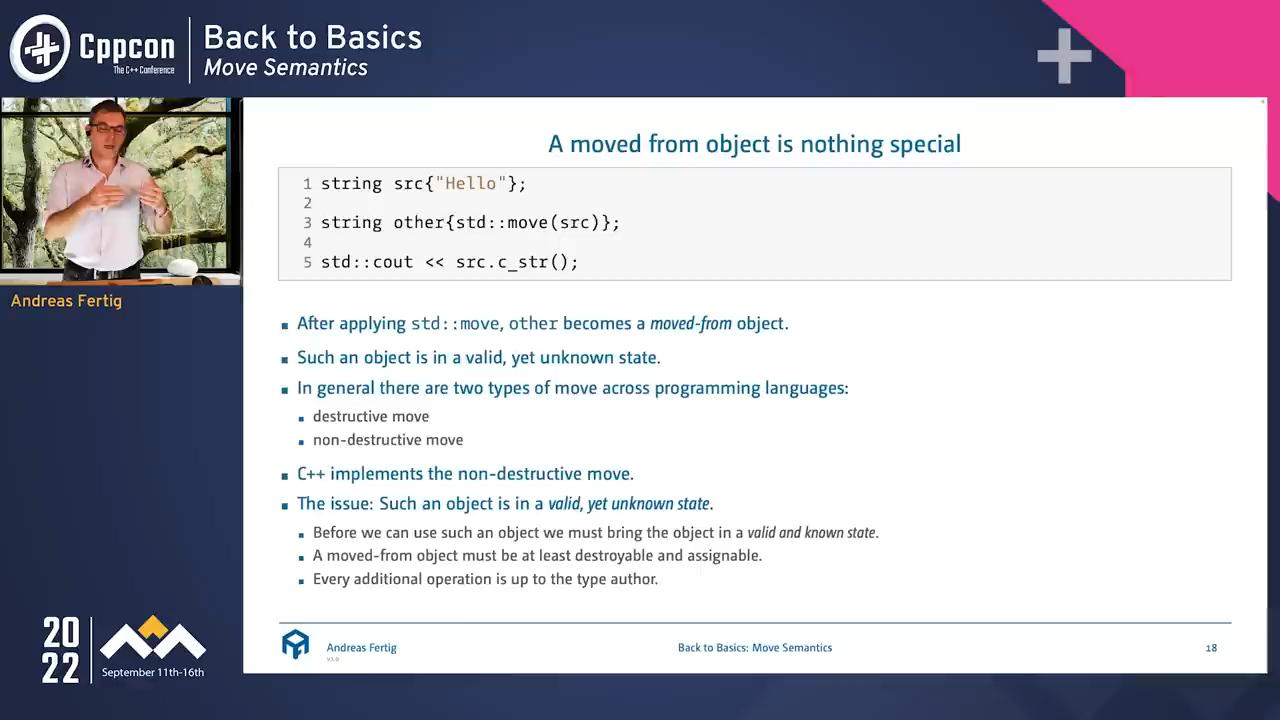 Cppcon
The C++ Conference
Back to Basics
Move Semantics
Andreas Fertig
A moved from object is nothing special
1 string src{"Hello"};
2
3 string other{std::move(src)};
4
5 std::cout << src.c_str();
After applying std::move, other becomes a moved-from object.
Such an object is in a valid, yet unknown state.
In general there are two types of move across programming languages:
destructive move
non-destructive move
C++ implements the non-destructive move.
The issue: Such an object is in a valid, yet unknown state.
Before we can use such an object we must bring the object in a valid and known state.
A moved-from object must be at least destroyable and assignable.
Every additional operation is up to the type author.
Andreas Fertig
v3.0
Back to Basics: Move Semantics
18
20
22
September 11th-16th